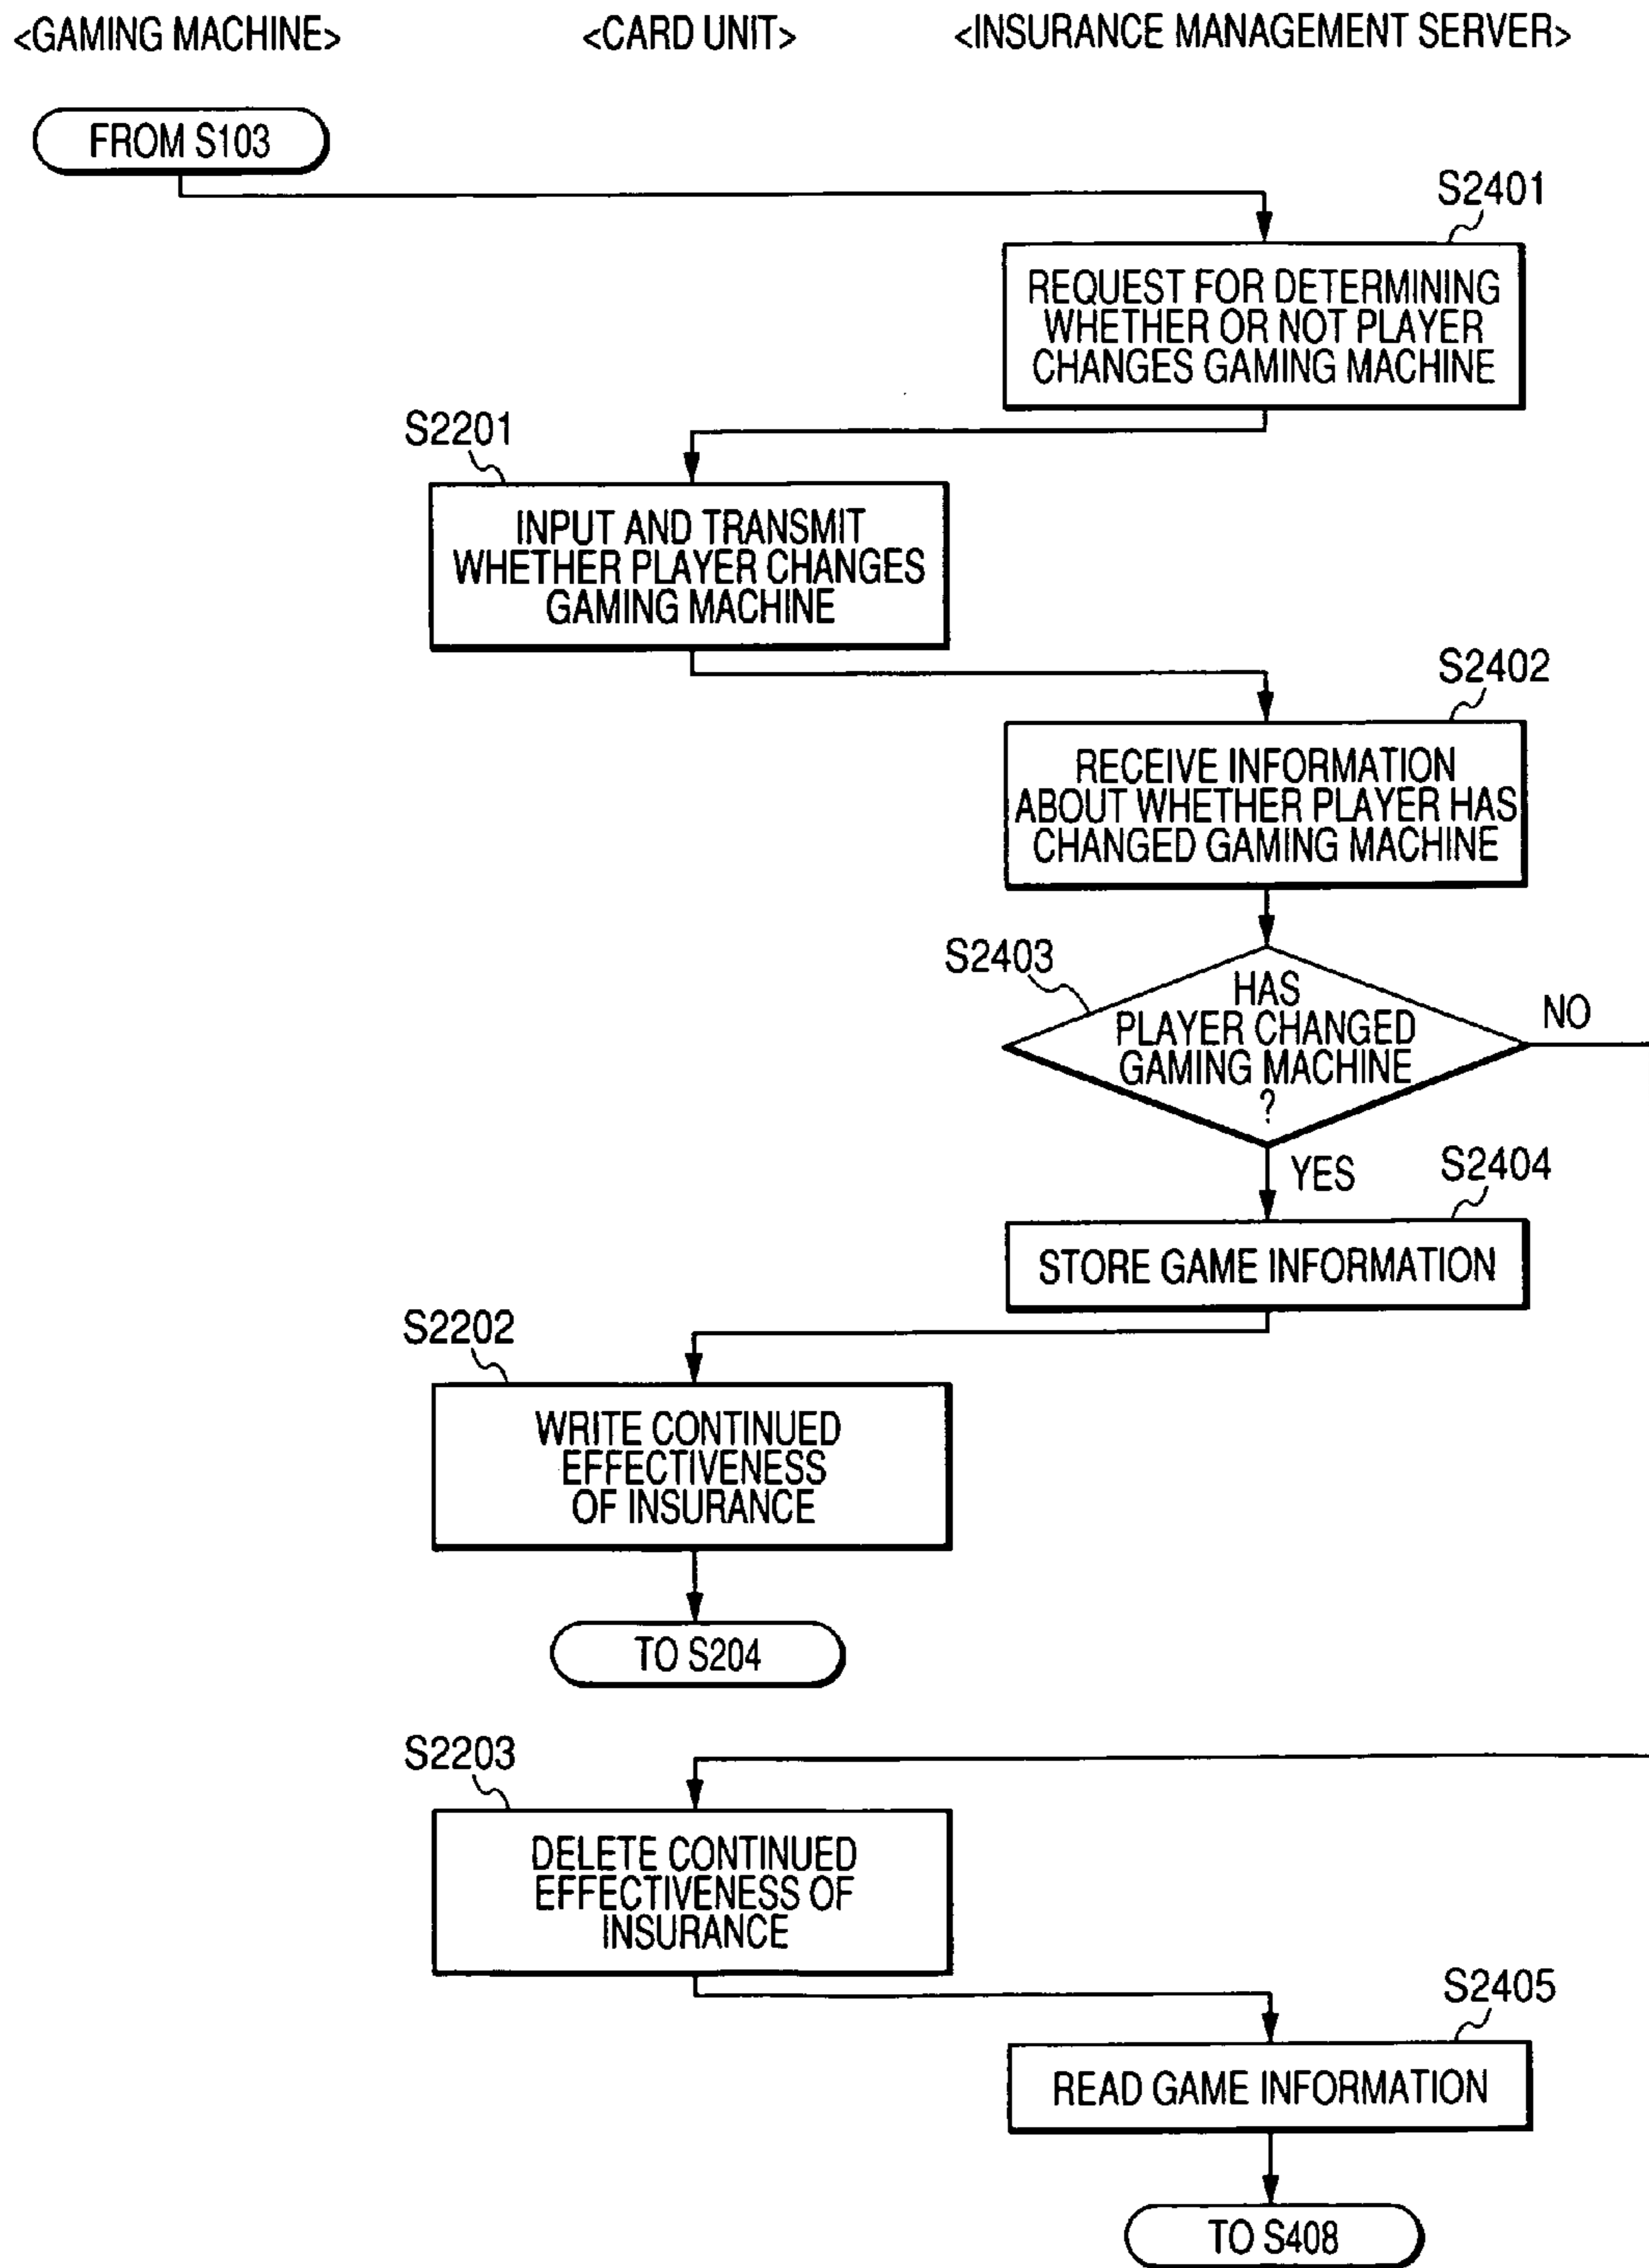 <GAMING MACHINE> <CARD UNIT> <INSURANCE MANAGEMENT SERVER>
FROM S103
S2401
REQUEST FOR DETERMINING
WHETHER OR NOT PLAYER
CHANGES GAMING MACHINE
S2201
INPUT AND TRANSMIT
WHETHER PLAYER CHANGES
GAMING MACHINE
S2402
RECEIVE INFORMATION
ABOUT WHETHER PLAYER HAS
CHANGED GAMING MACHINE
S2403
HAS
PLAYER CHANGED
GAMING MACHINE
?
NO
YES
S2404
STORE GAME INFORMATION
S2202
WRITE CONTINUED
EFFECTIVENESS
OF INSURANCE
TO S204
S2203
DELETE CONTINUED
EFFECTIVENESS OF
INSURANCE
S2405
READ GAME INFORMATION
TO S408